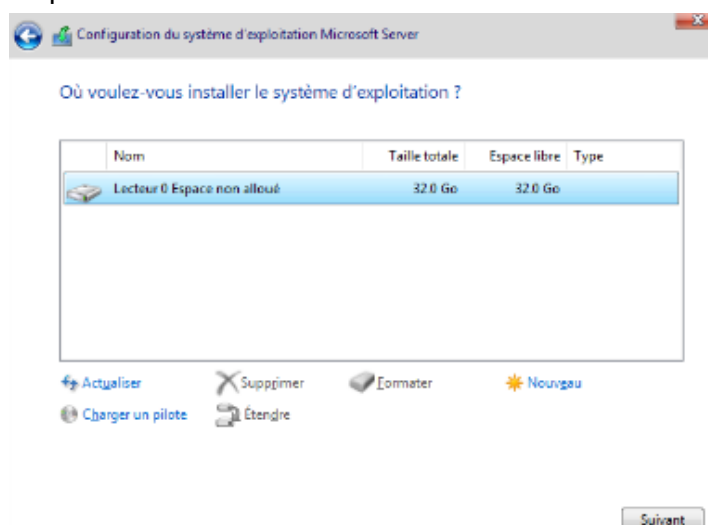 Configuration du système d'exploitation Microsoft Server
Où voulez-vous installer le système d'exploitation ?
Nom Taille totale Espace libre Type
Lecteur 0 Espace non alloué 32.0 Go 32.0 Go
Actualiser Supprimer Formater Nouveau
Charger un pilote Étendre
Suivant